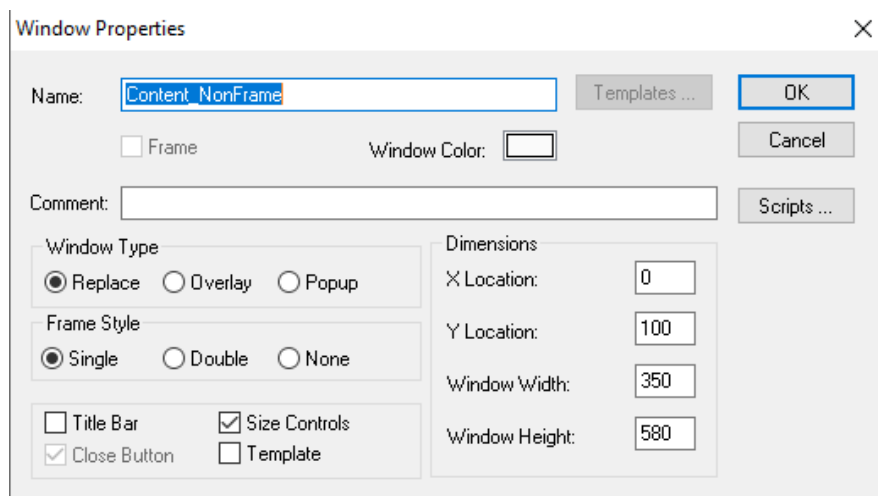 Window Properties
Name: Content_NonFrame Templates ... OK
Frame Window Color: Cancel
Comment: Scripts ...
Window Type
Replace Overlay Popup
Frame Style
Single Double None
Title Bar Size Controls
Close Button Template
Dimensions
X Location: 0
Y Location: 100
Window Width: 350
Window Height: 580